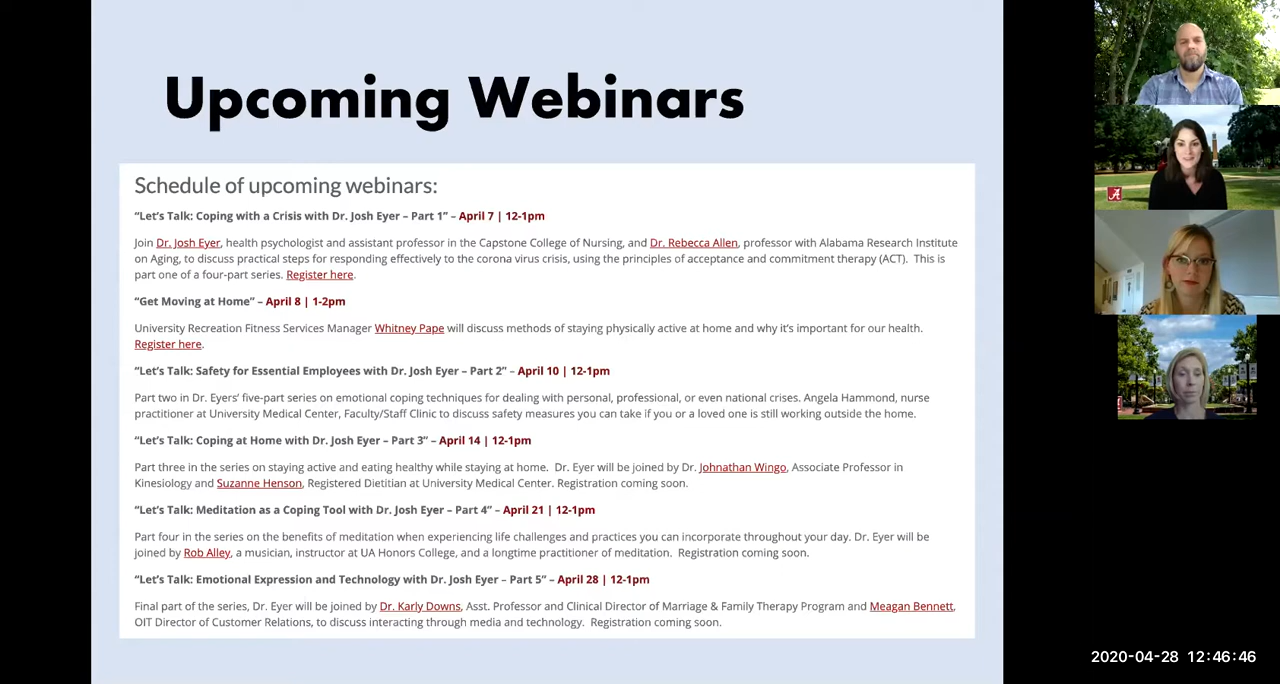 Upcoming Webinars
Schedule of upcoming webinars:
“Let’s Talk: Coping with a Crisis with Dr. Josh Eyer – Part 1” – April 7 | 12-1pm
Join Dr. Josh Eyer, health psychologist and assistant professor in the Capstone College of Nursing, and Dr. Rebecca Allen, professor with Alabama Research Institute
on Aging, to discuss practical steps for responding effectively to the corona virus crisis, using the principles of acceptance and commitment therapy (ACT).  This is
part one of a four-part series. Register here.
“Get Moving at Home” – April 8 | 1-2pm
University Recreation Fitness Services Manager Whitney Pape will discuss methods of staying physically active at home and why it’s important for our health.
Register here.
“Let’s Talk: Safety for Essential Employees with Dr. Josh Eyer – Part 2” – April 10 | 12-1pm
Part two in Dr. Eyers’ five-part series on emotional coping techniques for dealing with personal, professional, or even national crises. Angela Hammond, nurse
practitioner at University Medical Center, Faculty/Staff Clinic to discuss safety measures you can take if you or a loved one is still working outside the home.
“Let’s Talk: Coping at Home with Dr. Josh Eyer – Part 3” – April 14 | 12-1pm
Part three in the series on staying active and eating healthy while staying at home.  Dr. Eyer will be joined by Dr. Johnathan Wingo, Associate Professor in
Kinesiology and Suzanne Henson, Registered Dietitian at University Medical Center. Registration coming soon.
“Let’s Talk: Meditation as a Coping Tool with Dr. Josh Eyer – Part 4” – April 21 | 12-1pm
Part four in the series on the benefits of meditation when experiencing life challenges and practices you can incorporate throughout your day. Dr. Eyer will be
joined by Rob Alley, a musician, instructor at UA Honors College, and a longtime practitioner of meditation.  Registration coming soon.
“Let’s Talk: Emotional Expression and Technology with Dr. Josh Eyer – Part 5” – April 28 | 12-1pm
Final part of the series, Dr. Eyer will be joined by Dr. Karly Downs, Asst. Professor and Clinical Director of Marriage & Family Therapy Program and Meagan Bennett,
OIT Director of Customer Relations, to discuss interacting through media and technology.  Registration coming soon.
A
2020-04-28 12:46:46